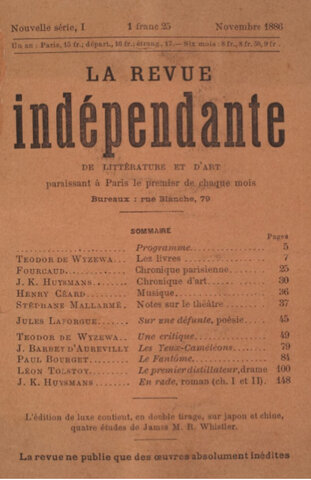 Nouvelle série, I 1 franc 25 Novembre 1886
Un an : Paris, 15 fr.; départ., 16 fr.; étrang., 17.—Six mois : 8 fr., 8 fr. 50, 9 fr.
LA REVUE
indépendante
DE LITTÉRATURE ET D'ART
paraissant à Paris le premier de chaque mois
Bureaux : rue Blanche, 79
SOMMAIRE
Pages
Programme 5
TEODOR DE WYZEWA Les livres 7
FOURCAUD Chronique parisienne 25
J. K. HUYSMANS Chronique d'art 30
HENRY CÉARD Musique 36
STÉPHANE MALLARMÉ Notes sur le théâtre 37
JULES LAFORGUE Sur une défunte, poésie 45
TEODOR DE WYZEWA Une critique 49
J. BARBEY D'AUREVILLY Les Yeux-Caméléons 79
PAUL BOURGET Le Fantôme 84
LÉON TOLSTOY Le premier distillateur, drame 100
J. K. HUYSMANS En rade, roman (ch. I et II) 148
L'édition de luxe contient, en double tirage, sur japon et chine,
quatre études de James M. R. Whistler.
La revue ne publie que des œuvres absolument inédites